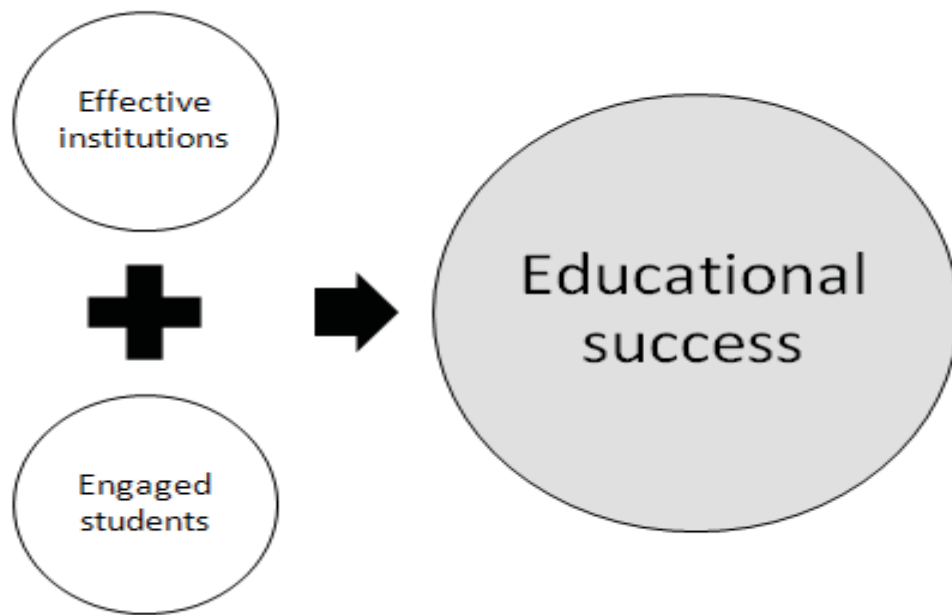 Effective
institutions
Engaged
students
Educational
success